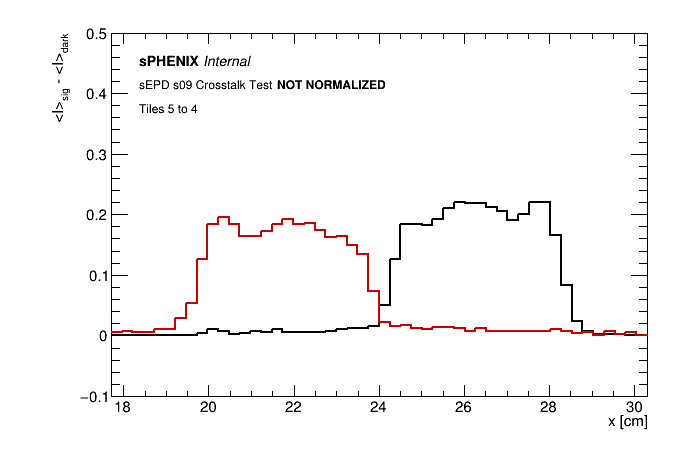 0.5
0.4
0.3
0.2
0.1
0
−0.1
<I>sig - <I>dark
sPHENIX Internal
sEPD s09 Crosstalk Test NOT NORMALIZED
Tiles 5 to 4
18 20 22 24 26 28 30
x [cm]